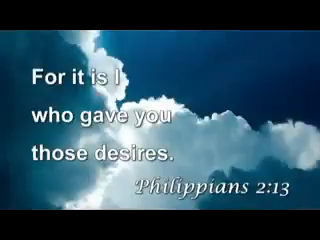 For it is I
who gave you
those desires.
Philippians 2:13